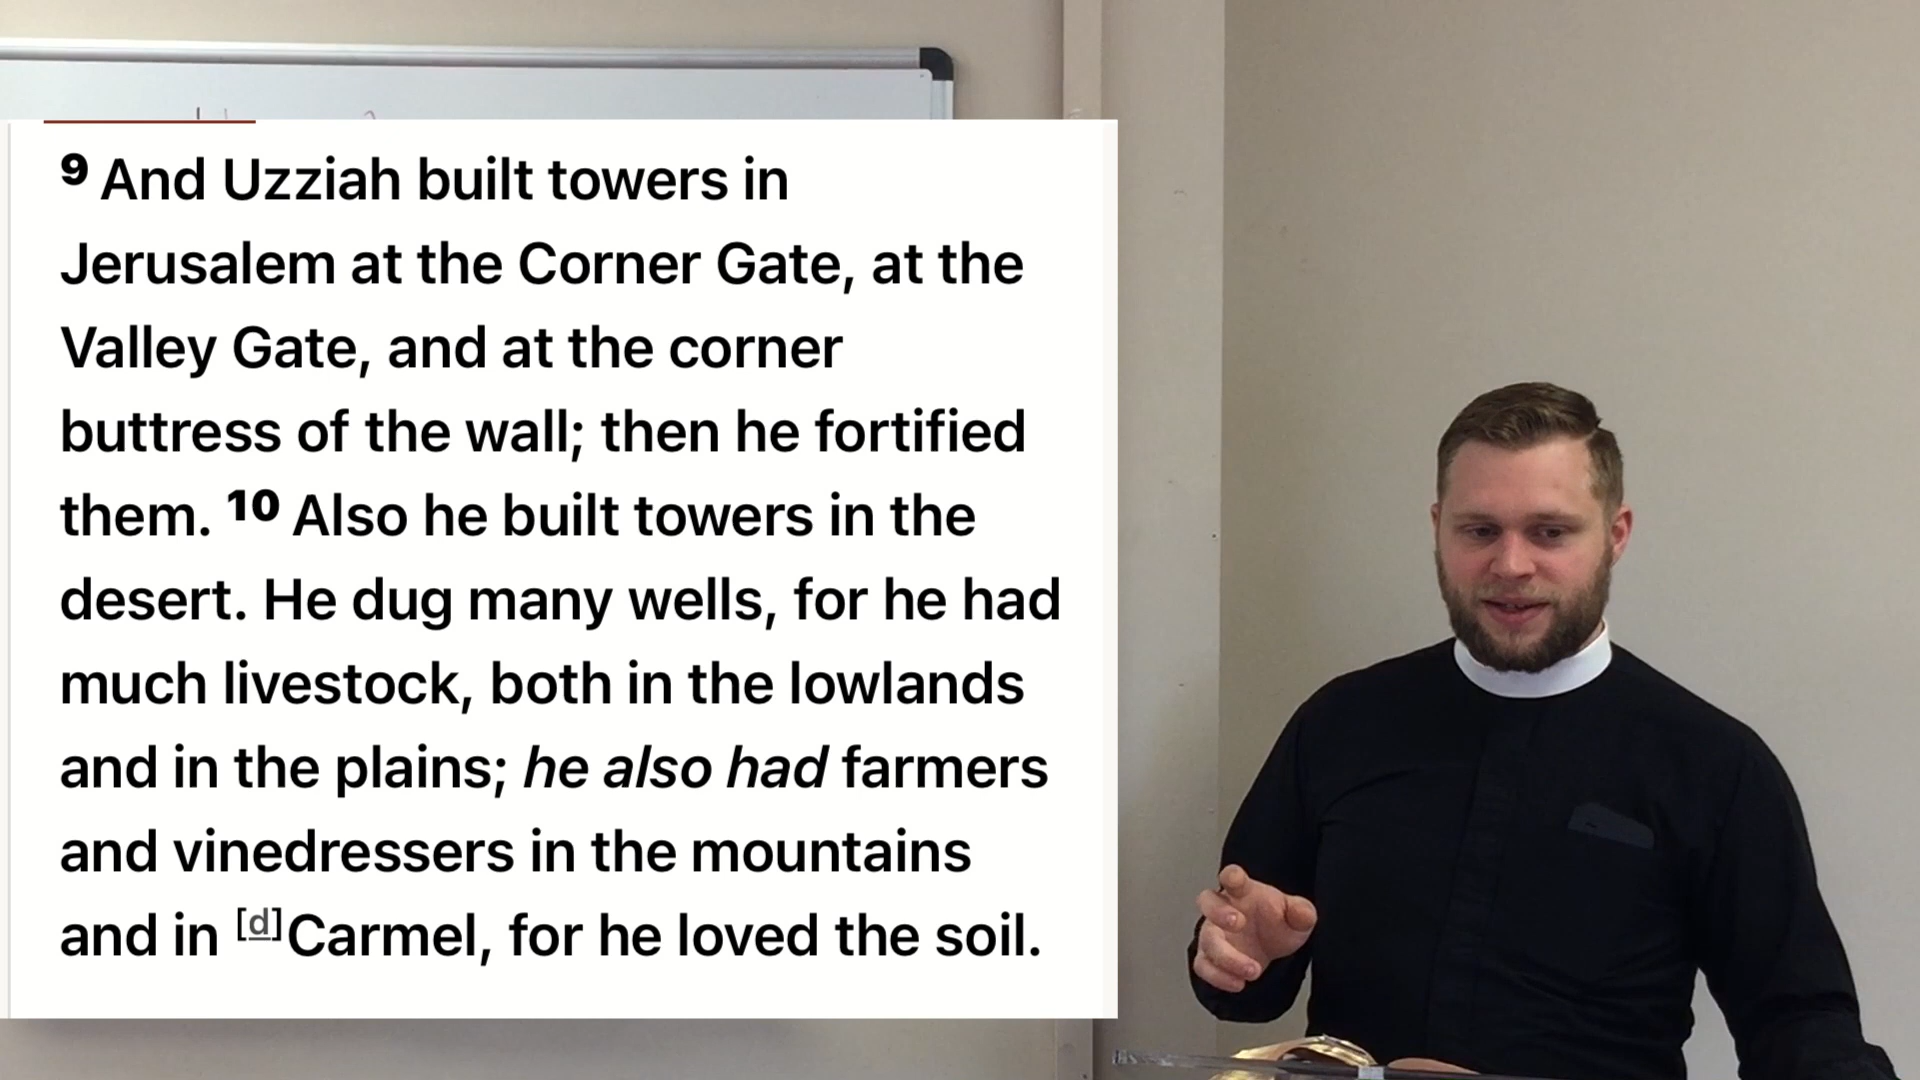 9 And Uzziah built towers in
Jerusalem at the Corner Gate, at the
Valley Gate, and at the corner
buttress of the wall; then he fortified
them. 10 Also he built towers in the
desert. He dug many wells, for he had
much livestock, both in the lowlands
and in the plains; he also had farmers
and vinedressers in the mountains
and in [d]Carmel, for he loved the soil.